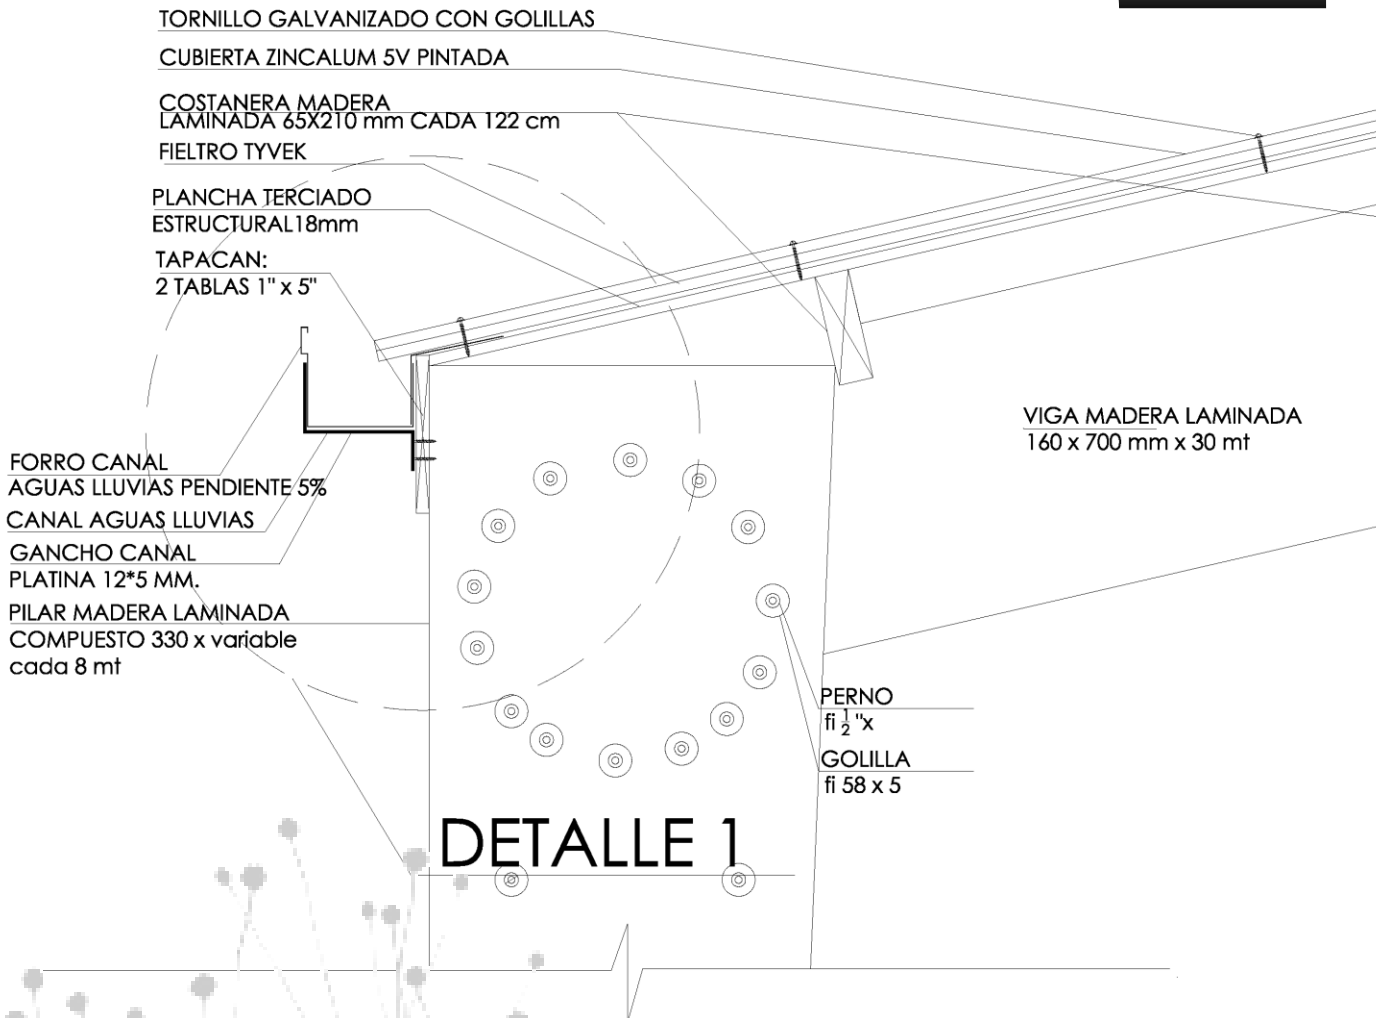 TORNILLO GALVANIZADO CON GOLILLAS
CUBIERTA ZINCALUM 5V PINTADA
COSTANERA MADERA
LAMINADA 65X210 mm CADA 122 cm
FIELTRO TYVEK
PLANCHA TERCIADO
ESTRUCTURAL18mm
TAPACAN:
2 TABLAS 1" x 5"
FORRO CANAL
AGUAS LLUVIAS PENDIENTE 5%
CANAL AGUAS LLUVIAS
GANCHO CANAL
PLATINA 12*5 MM.
PILAR MADERA LAMINADA
COMPUESTO 330 x variable
cada 8 mt
VIGA MADERA LAMINADA
160 x 700 mm x 30 mt
PERNO
fi 1/2 "x
GOLILLA
fi 58 x 5
DETALLE 1